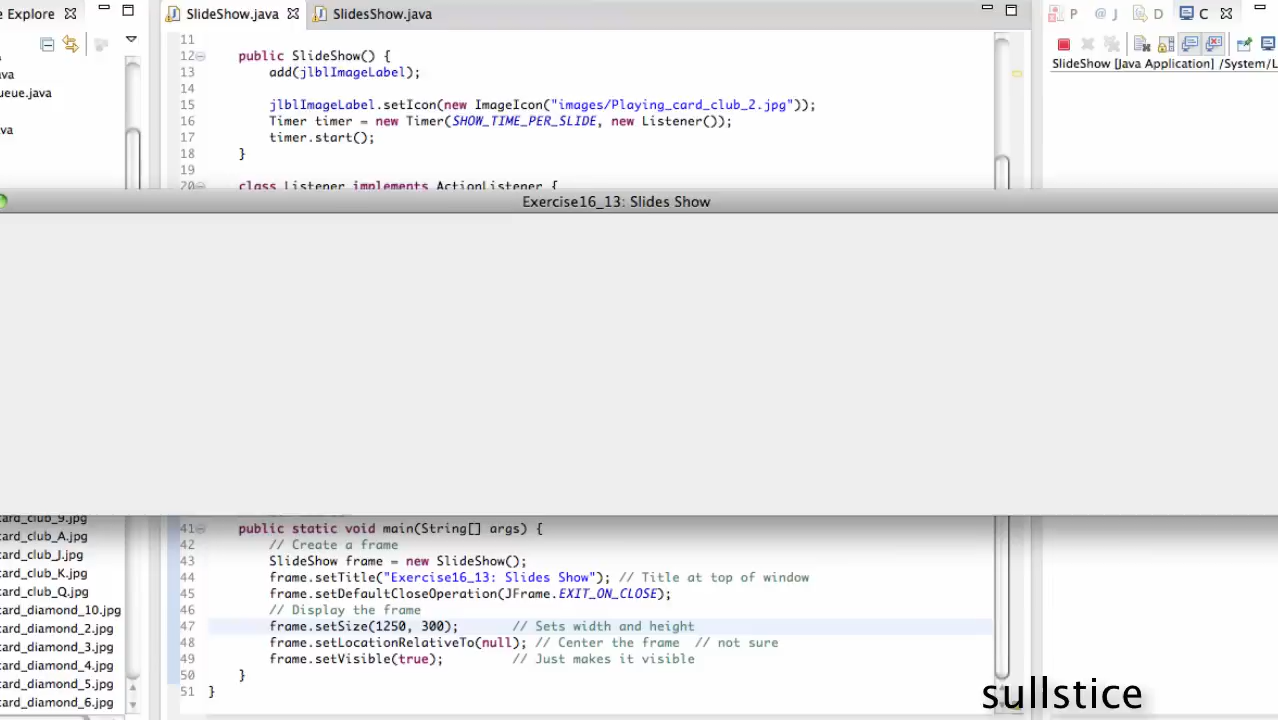 e Explore
SlideShow.java
SlidesShow.java
P @ J D C
ava
ueue.java
va
SlideShow [Java Application] /System/L
11
12 public SlideShow() {
13 add(jlblImageLabel);
14
15 jlblImageLabel.setIcon(new ImageIcon("images/Playing_card_club_2.jpg"));
16 Timer timer = new Timer(SHOW_TIME_PER_SLIDE, new Listener());
17 timer.start();
18 }
19
20 class Listener implements ActionListener {
Exercise16_13: Slides Show
card_club_9.jpg
card_club_A.jpg
card_club_J.jpg
card_club_K.jpg
card_club_Q.jpg
card_diamond_10.jpg
card_diamond_2.jpg
card_diamond_3.jpg
card_diamond_4.jpg
card_diamond_5.jpg
card_diamond_6.jpg
41 public static void main(String[] args) {
42 // Create a frame
43 SlideShow frame = new SlideShow();
44 frame.setTitle("Exercise16_13: Slides Show"); // Title at top of window
45 frame.setDefaultCloseOperation(JFrame.EXIT_ON_CLOSE);
46 // Display the frame
47 frame.setSize(1250, 300); // Sets width and height
48 frame.setLocationRelativeTo(null); // Center the frame // not sure
49 frame.setVisible(true); // Just makes it visible
50 }
51 }
sullstice